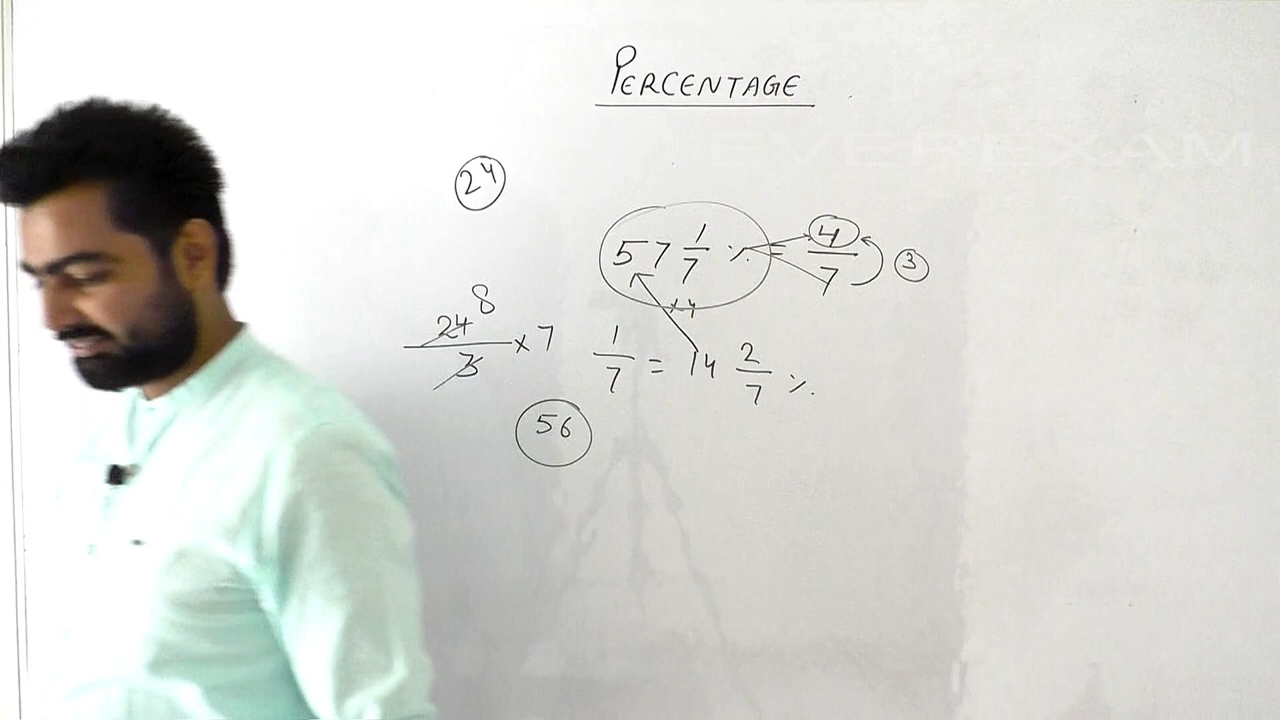 PERCENTAGE
EVEREXAM
24
57 1/7 % = 4/7 3
×4
24/3 × 7 8
1/7 = 14 2/7 %
56